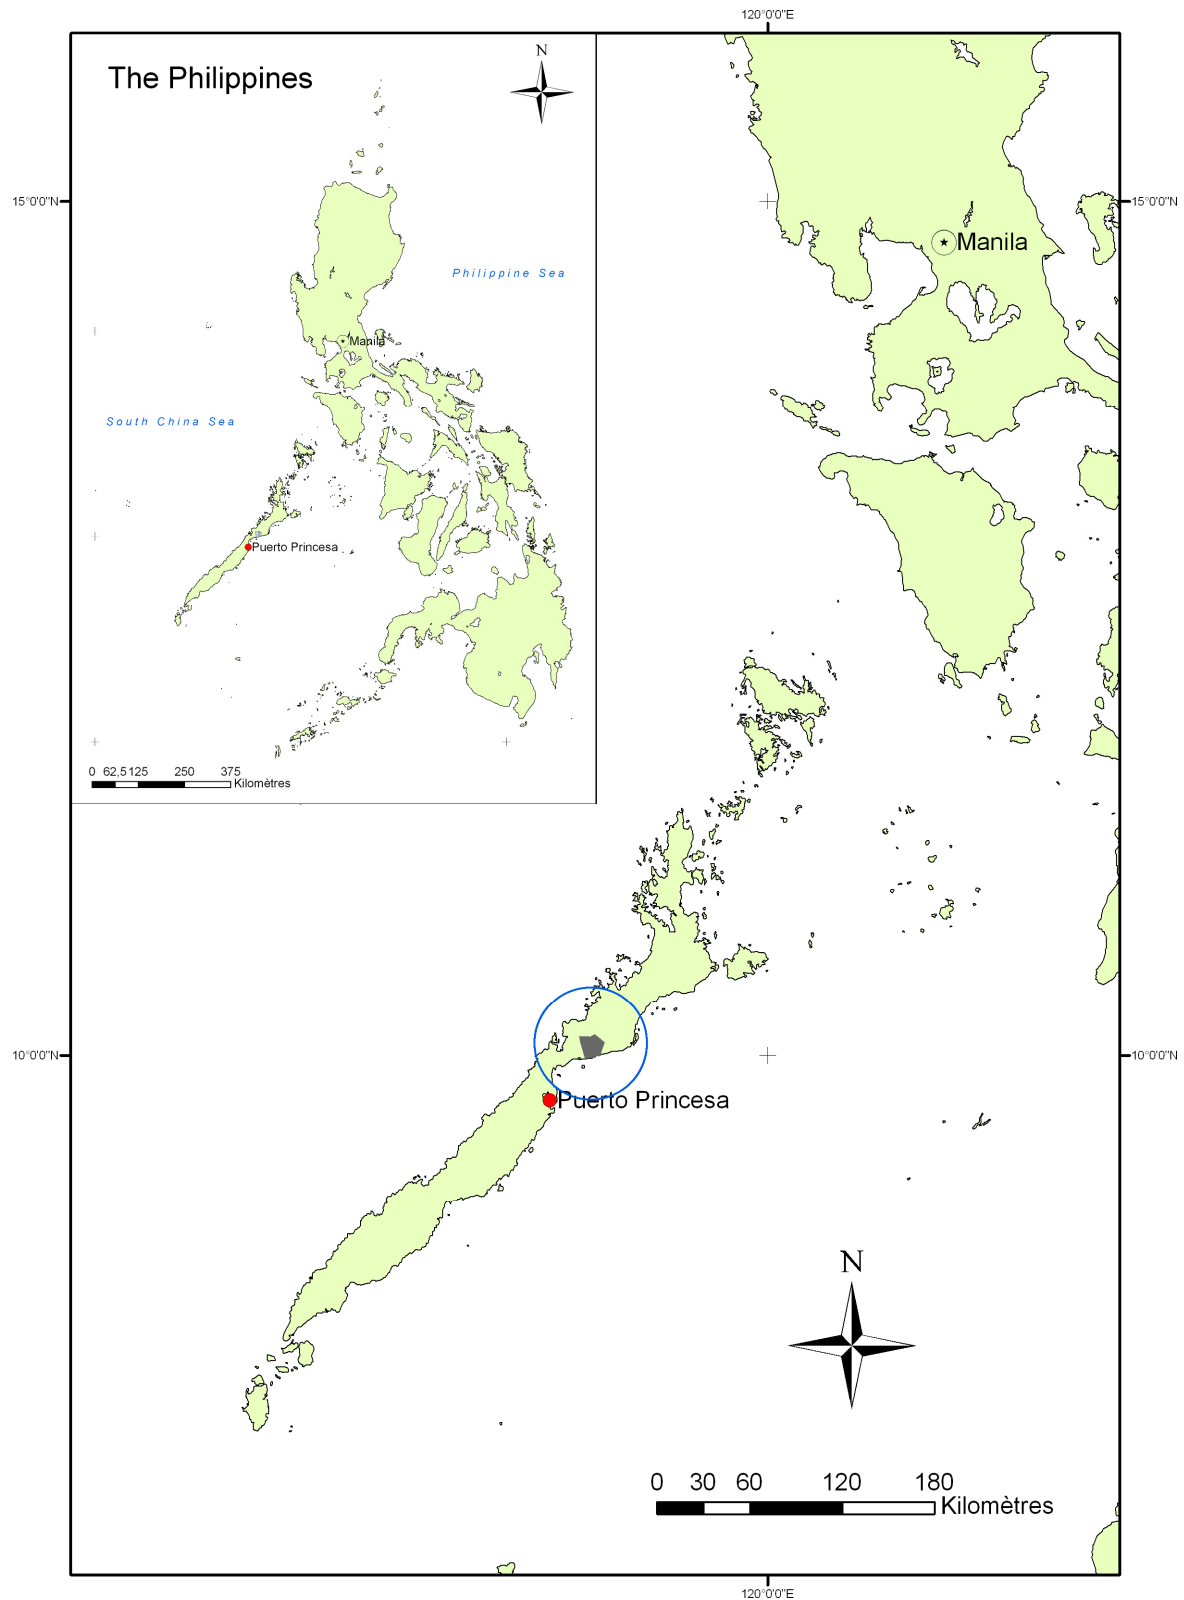 120°0'0"E
The Philippines
N
15°0'0"N
15°0'0"N
Manila
Philippine Sea
Manila
South China Sea
Puerto Princesa
0 62,5 125 250 375
Kilomètres
10°0'0"N
10°0'0"N
Puerto Princesa
N
0 30 60 120 180
Kilomètres
120°0'0"E